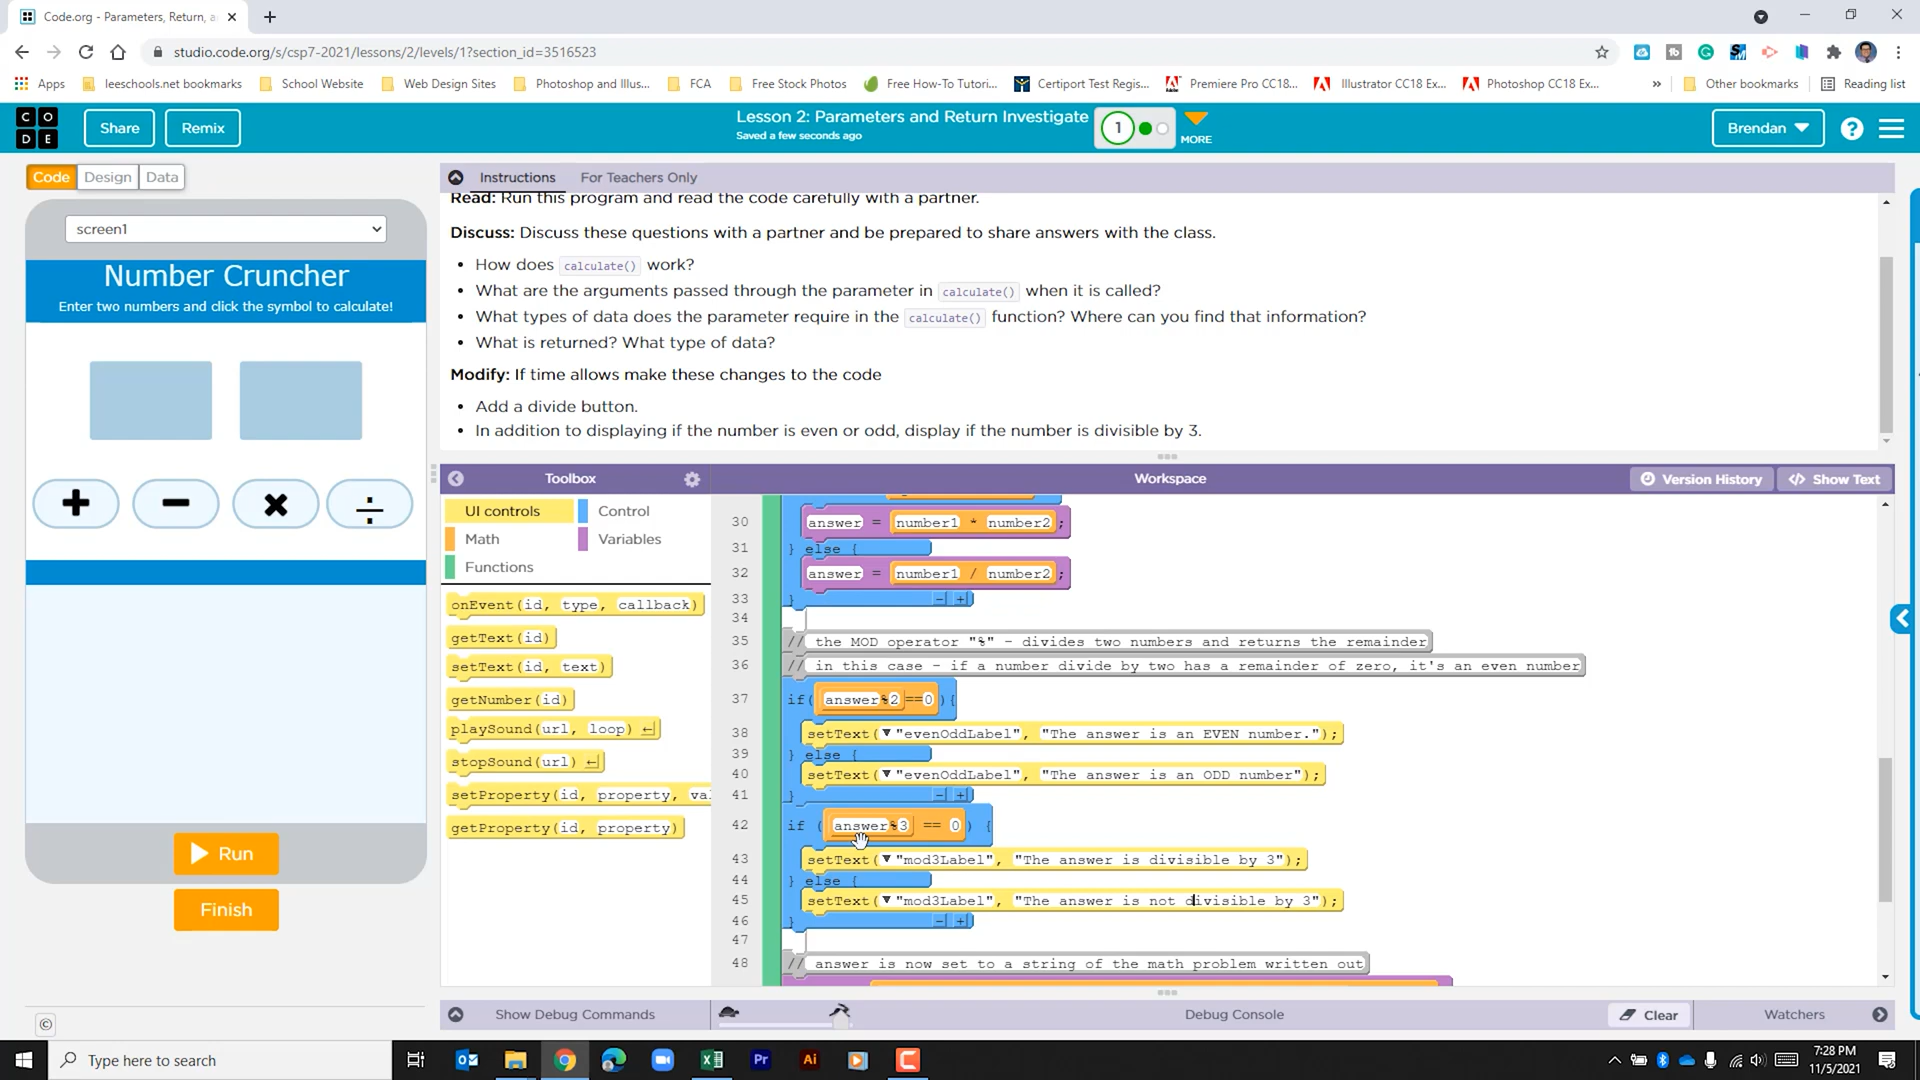 Code.org - Parameters, Return, a
studio.code.org/s/csp7-2021/lessons/2/levels/1?section_id=3516523
Apps
leeschools.net bookmarks
School Website
Web Design Sites
Photoshop and Illus...
FCA
Free Stock Photos
Free How-To Tutori...
Certiport Test Regis...
Premiere Pro CC18...
Illustrator CC18 Ex...
Photoshop CC18 Ex...
»
Other bookmarks
Reading list
C O
D E
Share
Remix
Lesson 2: Parameters and Return Investigate
Saved a few seconds ago
1
MORE
Brendan
?
Code
Design
Data
Instructions
For Teachers Only
Read: Run this program and read the code carefully with a partner.
Discuss: Discuss these questions with a partner and be prepared to share answers with the class.
• How does calculate() work?
• What are the arguments passed through the parameter in calculate() when it is called?
• What types of data does the parameter require in the calculate() function? Where can you find that information?
• What is returned? What type of data?
Modify: If time allows make these changes to the code
• Add a divide button.
• In addition to displaying if the number is even or odd, display if the number is divisible by 3.
screen1
Number Cruncher
Enter two numbers and click the symbol to calculate!
+ − × ÷
Run
Finish
©
Toolbox
Workspace
Version History
</> Show Text
UI controls
Control
Math
Variables
Functions
onEvent(id, type, callback)
getText(id)
setText(id, text)
getNumber(id)
playSound(url, loop)
stopSound(url)
setProperty(id, property, val
getProperty(id, property)
30 answer = number1 * number2;
31 } else {
32 answer = number1 / number2;
33 } - +
34
35 // the MOD operator "%" - divides two numbers and returns the remainder
36 // in this case - if a number divide by two has a remainder of zero, it's an even number
37 if( answer%2==0 ){
38 setText("evenOddLabel", "The answer is an EVEN number.");
39 } else {
40 setText("evenOddLabel", "The answer is an ODD number");
41 } - +
42 if ( answer%3 == 0 ) {
43 setText("mod3Label", "The answer is divisible by 3");
44 } else {
45 setText("mod3Label", "The answer is not divisible by 3");
46 } - +
47
48 // answer is now set to a string of the math problem written out
Show Debug Commands
Debug Console
Clear
Watchers
Type here to search
Pr
Ai
7:28 PM
11/5/2021